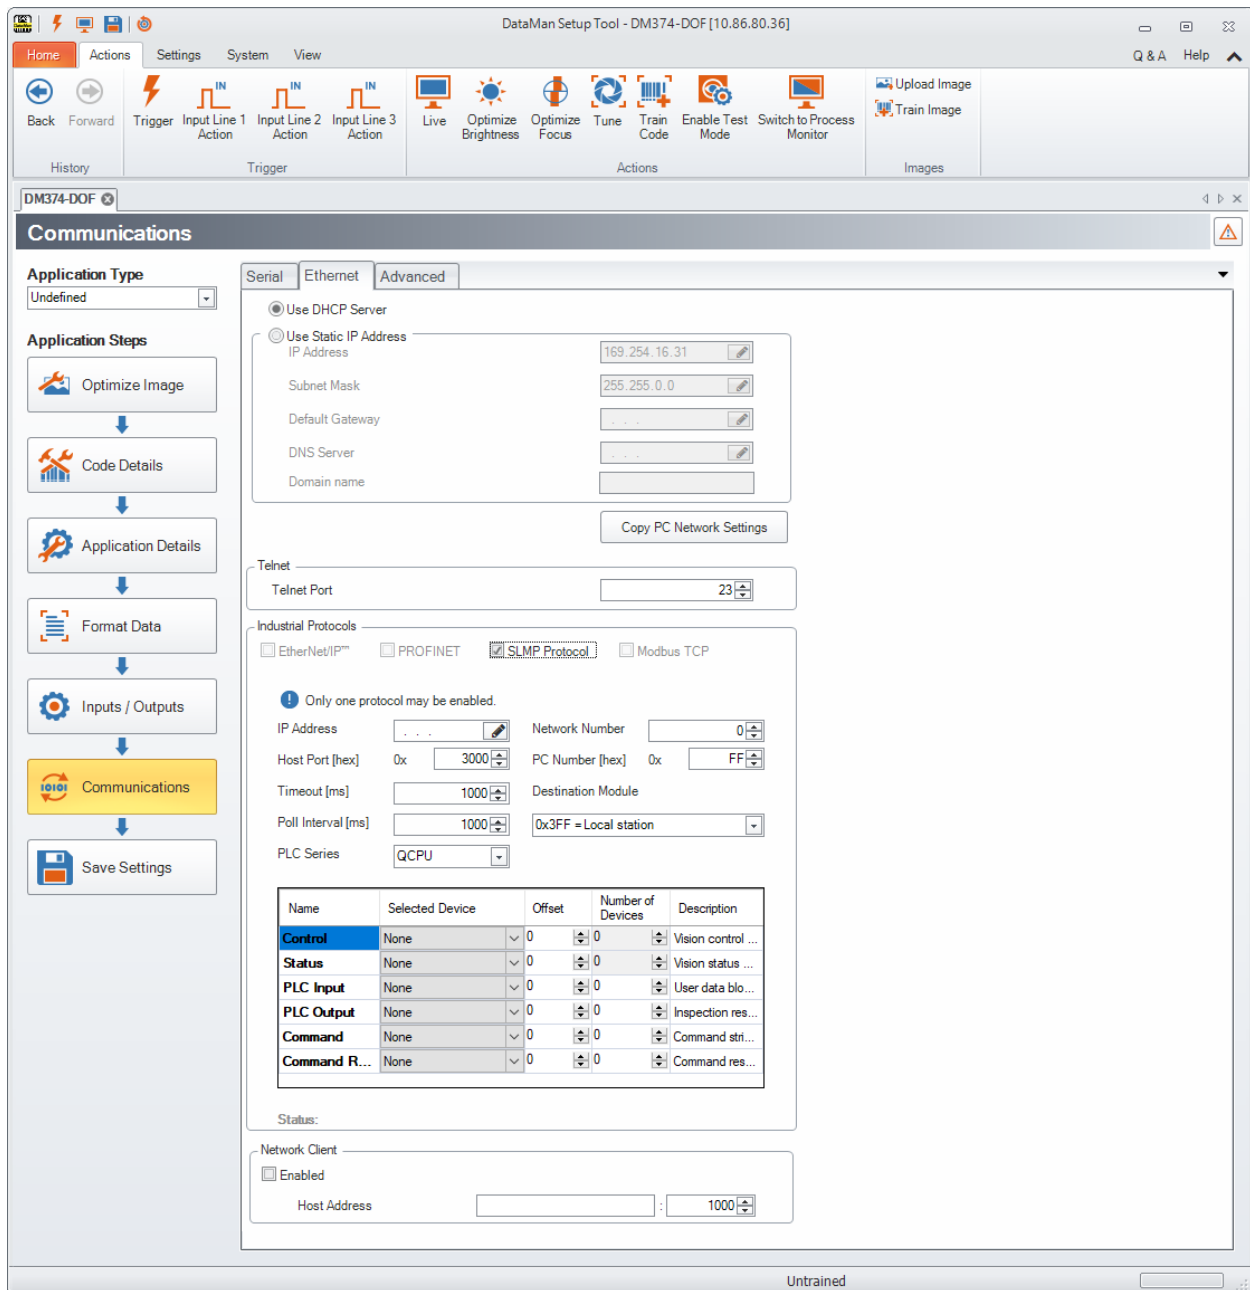 DataMan Setup Tool - DM374-DOF [10.86.80.36]
Home Actions Settings System View Q & A Help
Back Forward Trigger Input Line 1 Action Input Line 2 Action Input Line 3 Action Live Optimize Brightness Optimize Focus Tune Train Code Enable Test Mode Switch to Process Monitor
Upload Image
Train Image
History Trigger Actions Images
DM374-DOF
Communications
Application Type
Undefined
Application Steps
Optimize Image
Code Details
Application Details
Format Data
Inputs / Outputs
Communications
Save Settings
Serial Ethernet Advanced
Use DHCP Server
Use Static IP Address
IP Address 169.254.16.31
Subnet Mask 255.255.0.0
Default Gateway . . .
DNS Server . . .
Domain name
Copy PC Network Settings
Telnet
Telnet Port 23
Industrial Protocols
EtherNet/IP™ PROFINET SLMP Protocol Modbus TCP
Only one protocol may be enabled.
IP Address . . . Network Number 0
Host Port [hex] 0x 3000 PC Number [hex] 0x FF
Timeout [ms] 1000 Destination Module
Poll Interval [ms] 1000 0x3FF = Local station
PLC Series QCPU
Name Selected Device Offset Number of Devices Description
Control None 0 0 Vision control ...
Status None 0 0 Vision status ...
PLC Input None 0 0 User data blo...
PLC Output None 0 0 Inspection res...
Command None 0 0 Command stri...
Command R... None 0 0 Command res...
Status:
Network Client
Enabled
Host Address : 1000
Untrained